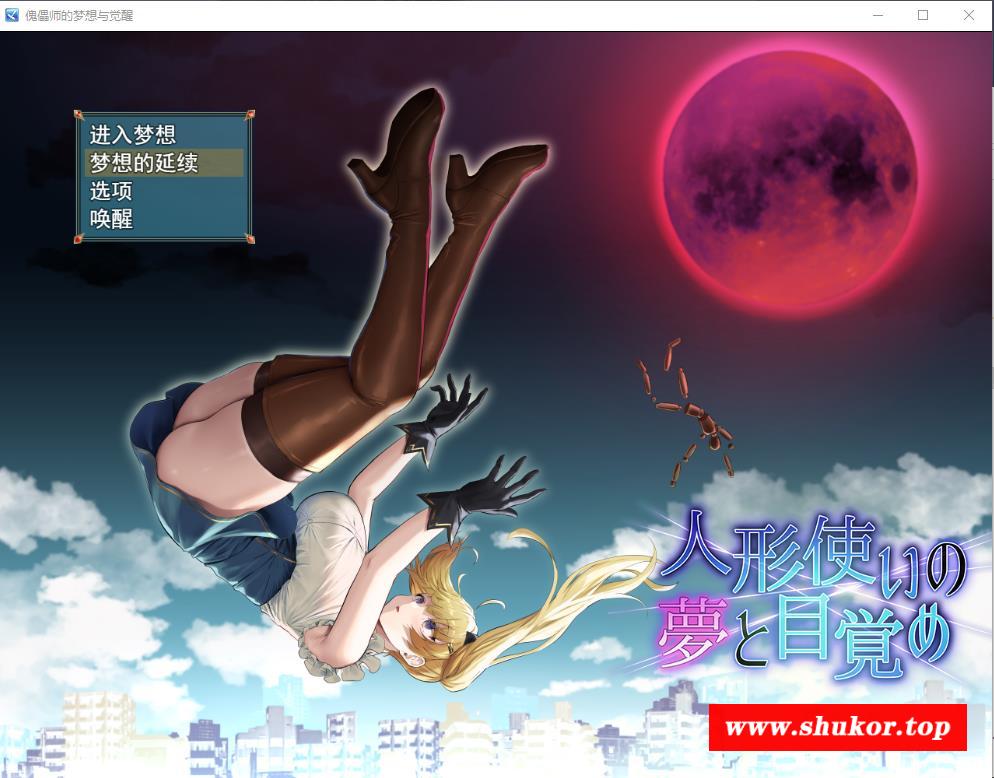 傀儡师的梦想与觉醒
进入梦想
梦想的延续
选项
唤醒
人形使いの
夢と目覚め
www.shukor.top